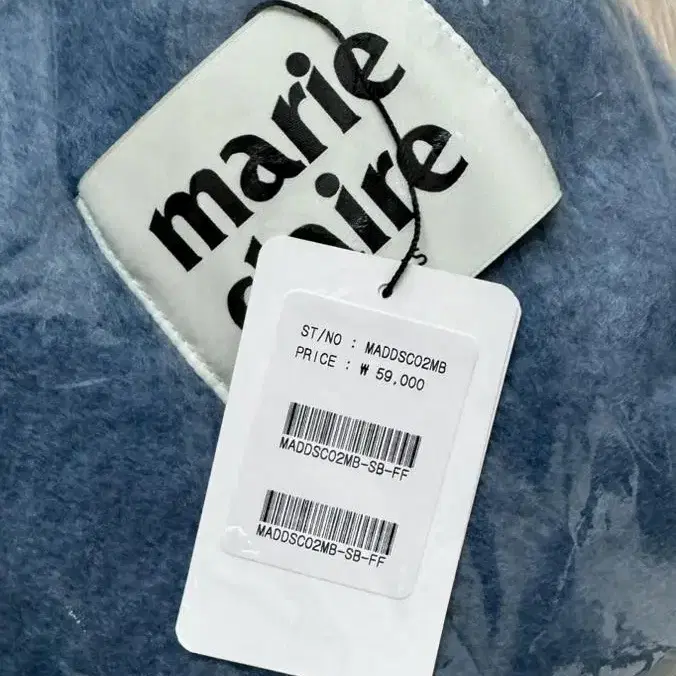 marie
claire
S
ST/NO : MADDSC02MB
PRICE : ₩ 59,000
MADDSC02MB-SB-FF
MADDSC02MB-SB-FF